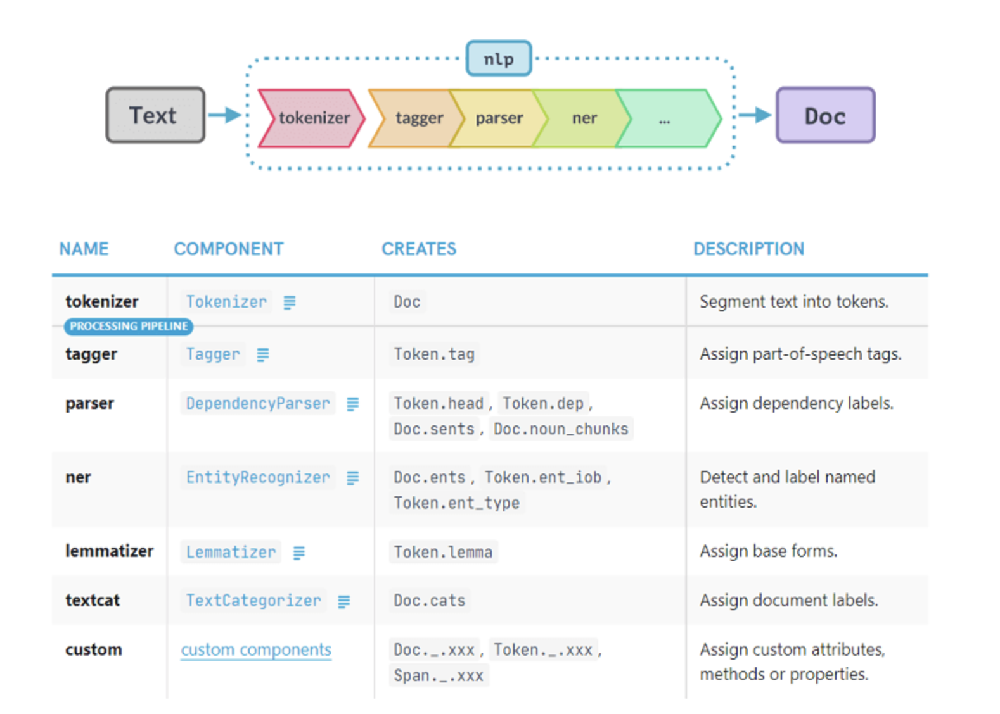 nlp
Text
tokenizer tagger parser ner ...
Doc
NAME COMPONENT CREATES DESCRIPTION
tokenizer Tokenizer Doc Segment text into tokens.
PROCESSING PIPELINE
tagger Tagger Token.tag Assign part-of-speech tags.
parser DependencyParser Token.head, Token.dep, Assign dependency labels.
Doc.sents, Doc.noun_chunks
ner EntityRecognizer Doc.ents, Token.ent_iob, Detect and label named
Token.ent_type entities.
lemmatizer Lemmatizer Token.lemma Assign base forms.
textcat TextCategorizer Doc.cats Assign document labels.
custom custom components Doc._.xxx, Token._.xxx, Assign custom attributes,
Span._.xxx methods or properties.